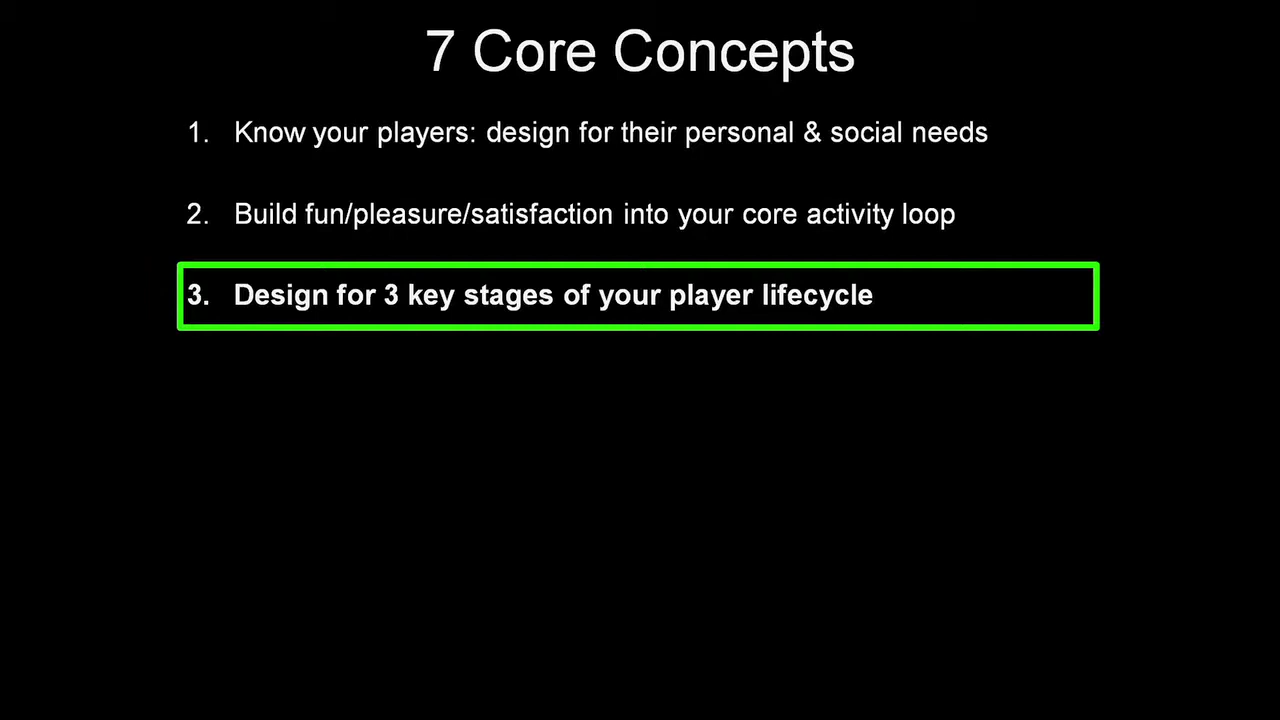 7 Core Concepts
1. Know your players: design for their personal & social needs
2. Build fun/pleasure/satisfaction into your core activity loop
3. Design for 3 key stages of your player lifecycle